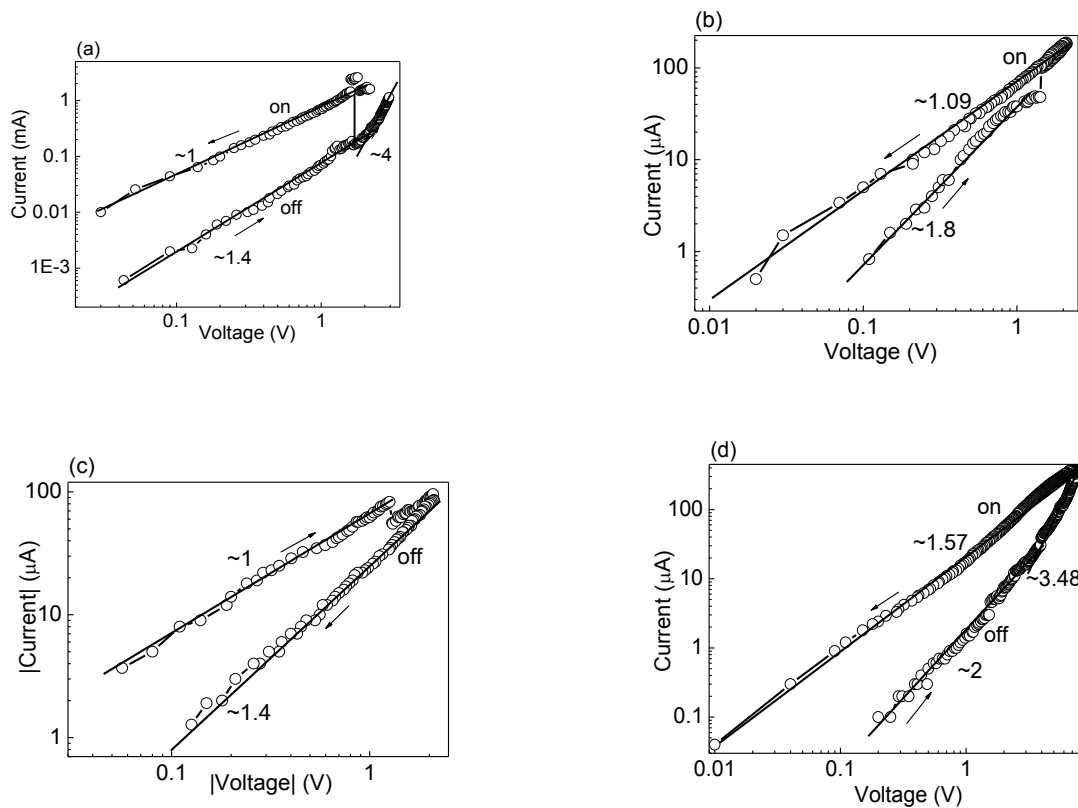 (a)
1
0.1
0.01
1E-3
Current (mA)
on
~1
~4
off
~1.4
0.1
1
Voltage (V)
(b)
100
10
1
Current (μA)
on
~1.09
~1.8
0.01
0.1
1
Voltage (V)
(c)
100
10
1
|Current| (μA)
~1
off
~1.4
0.1
1
|Voltage| (V)
(d)
100
10
1
0.1
Current (μA)
on
~1.57
~3.48
off
~2
0.01
0.1
1
Voltage (V)